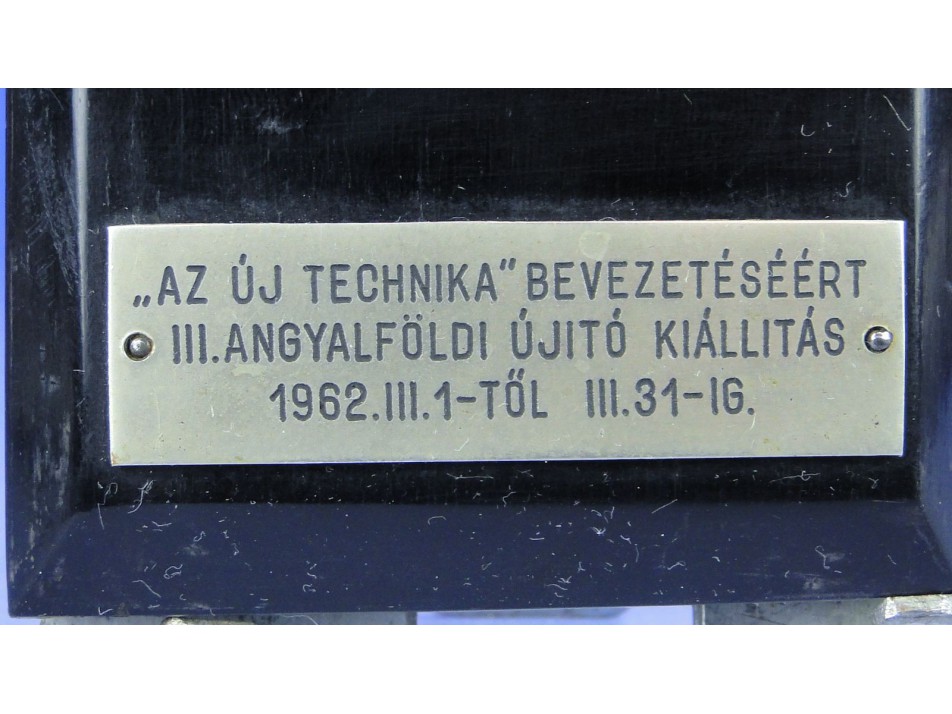 „AZ ÚJ TECHNIKA" BEVEZETÉSÉÉRT
III.ANGYALFÖLDI ÚJITÓ KIÁLLITÁS
1962.III.1-TŐL III.31-IG.